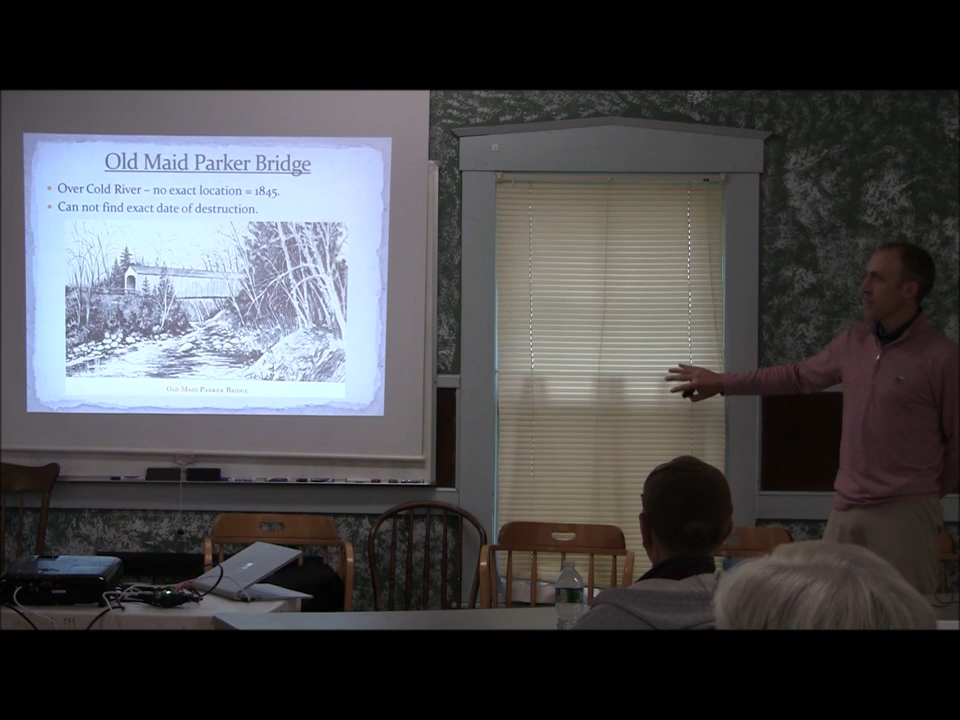 Old Maid Parker Bridge
Over Cold River – no exact location = 1845.
Can not find exact date of destruction.
Old Maid Parker Bridge